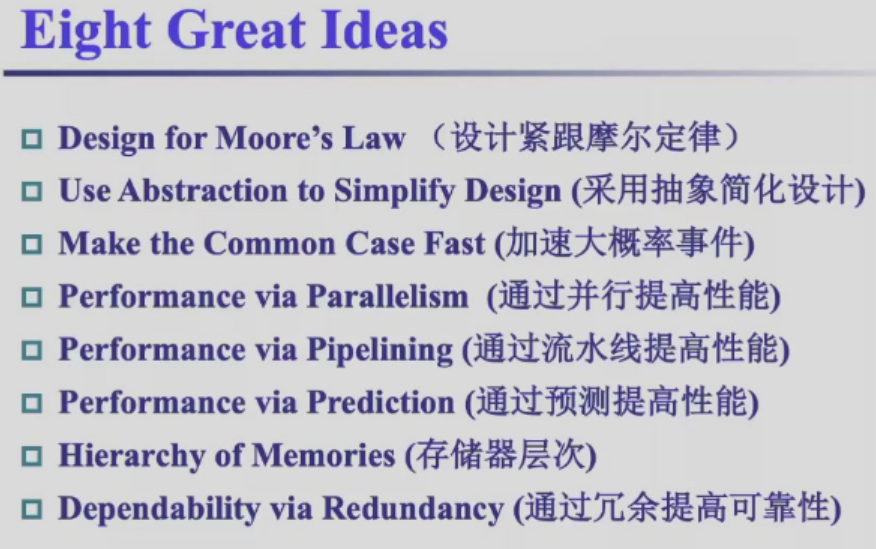 Eight Great Ideas
Design for Moore's Law （设计紧跟摩尔定律）
Use Abstraction to Simplify Design (采用抽象简化设计)
Make the Common Case Fast (加速大概率事件)
Performance via Parallelism (通过并行提高性能)
Performance via Pipelining (通过流水线提高性能)
Performance via Prediction (通过预测提高性能)
Hierarchy of Memories (存储器层次)
Dependability via Redundancy (通过冗余提高可靠性)